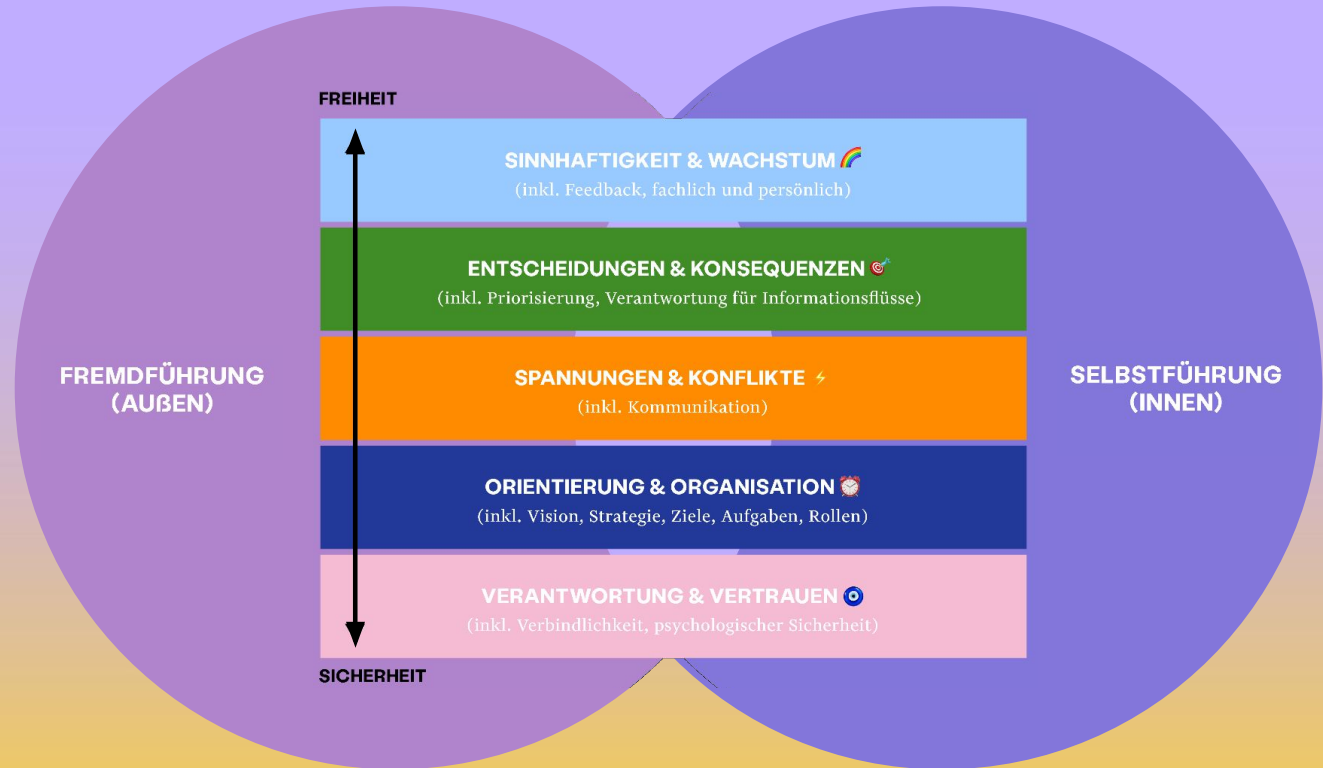 FREIHEIT
SINNHAFTIGKEIT & WACHSTUM 🌈
(inkl. Feedback, fachlich und persönlich)
ENTSCHEIDUNGEN & KONSEQUENZEN 🎯
(inkl. Priorisierung, Verantwortung für Informationsflüsse)
FREMDFÜHRUNG
(AUßEN)
SPANNUNGEN & KONFLIKTE ⚡
(inkl. Kommunikation)
SELBSTFÜHRUNG
(INNEN)
ORIENTIERUNG & ORGANISATION ⏰
(inkl. Vision, Strategie, Ziele, Aufgaben, Rollen)
VERANTWORTUNG & VERTRAUEN 🧿
(inkl. Verbindlichkeit, psychologischer Sicherheit)
SICHERHEIT